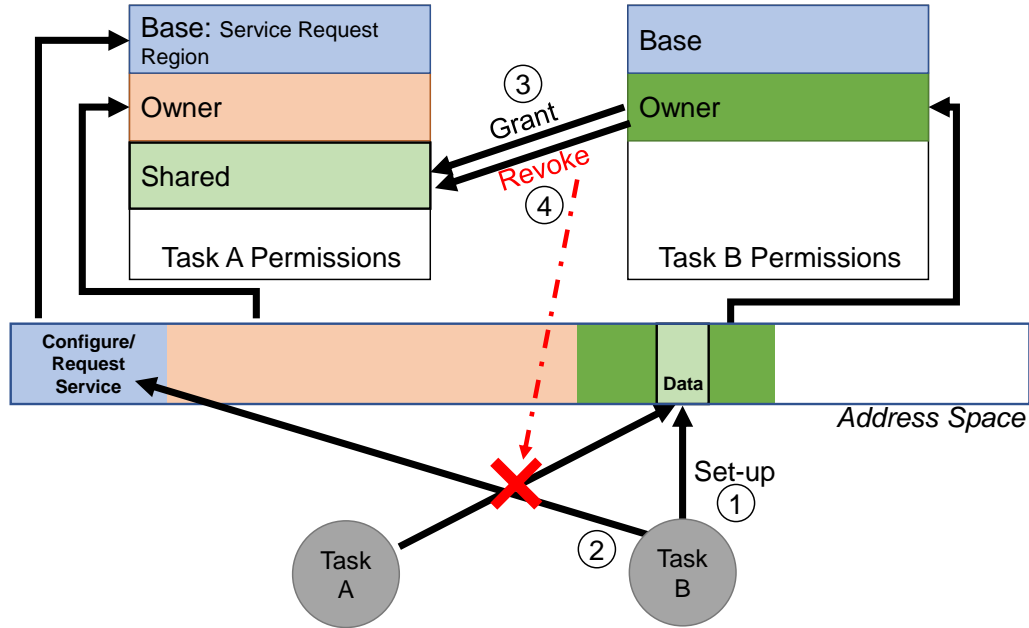 Base: Service Request
Region
Owner
Shared
Task A Permissions
Base
Owner
Task B Permissions
3
Grant
Revoke
4
Configure/
Request
Service
Data
Address Space
Set-up
1
2
Task
A
Task
B